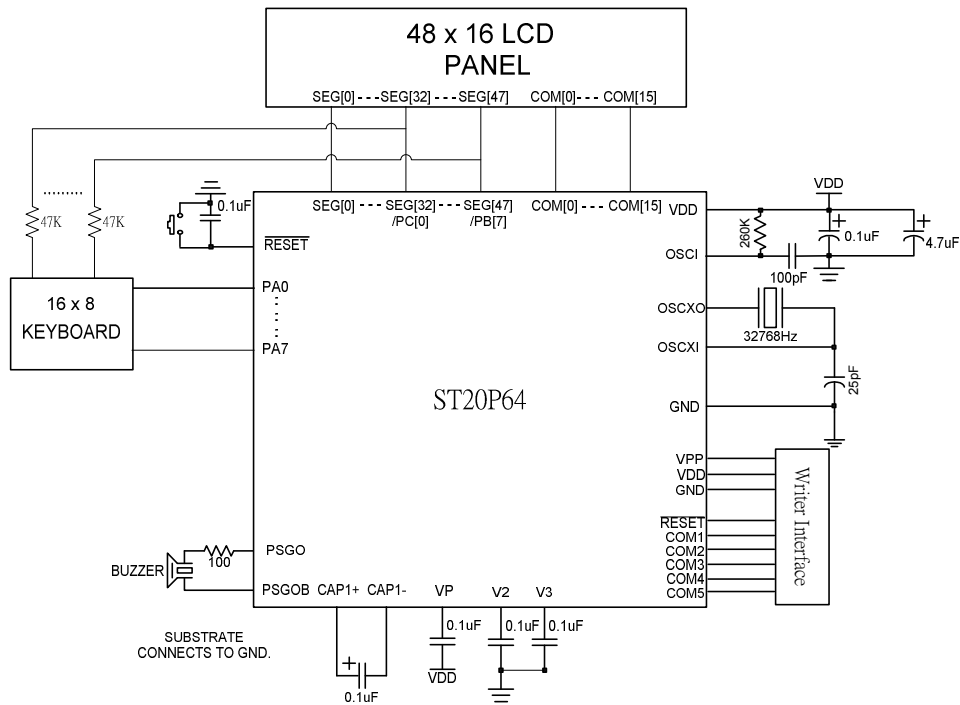 48 x 16 LCD
PANEL
SEG[0] --- SEG[32] --- SEG[47] COM[0]--- COM[15]
47K
47K
0.1uF
RESET
16 x 8
KEYBOARD
PA0
PA7
SEG[0] --- SEG[32] --- SEG[47] COM[0] --- COM[15]
/PC[0] /PB[7]
VDD
VDD
260K
0.1uF
4.7uF
OSCI
100pF
OSCXO
32768Hz
OSCXI
25pF
GND
ST20P64
VPP
VDD
GND
RESET
COM1
COM2
COM3
COM4
COM5
Writer Interface
BUZZER
100
PSGO
PSGOB
CAP1+ CAP1- VP V2 V3
SUBSTRATE
CONNECTS TO GND.
+
0.1uF
0.1uF
VDD
0.1uF
0.1uF